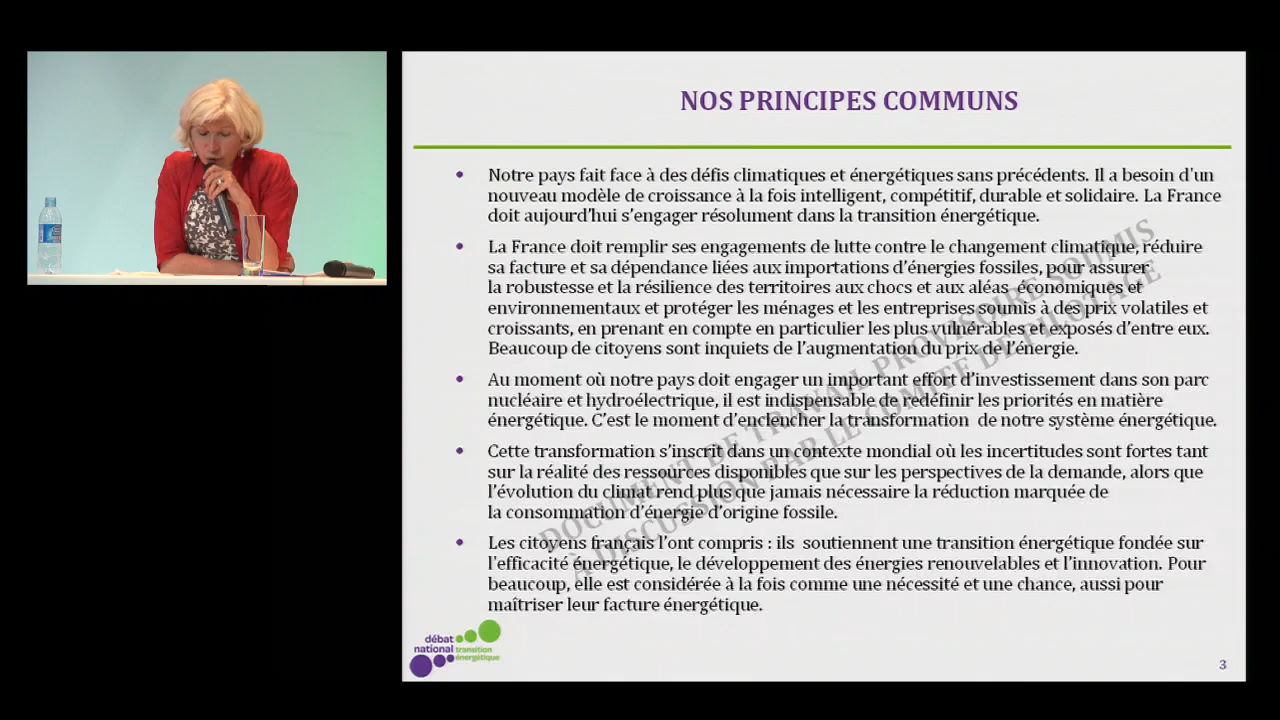 NOS PRINCIPES COMMUNS
• Notre pays fait face à des défis climatiques et énergétiques sans précédents. Il a besoin d'un
nouveau modèle de croissance à la fois intelligent, compétitif, durable et solidaire. La France
doit aujourd'hui s'engager résolument dans la transition énergétique.
• La France doit remplir ses engagements de lutte contre le changement climatique, réduire
sa facture et sa dépendance liées aux importations d'énergies fossiles, pour assurer
la robustesse et la résilience des territoires aux chocs et aux aléas économiques et
environnementaux et protéger les ménages et les entreprises soumis à des prix volatiles et
croissants, en prenant en compte en particulier les plus vulnérables et exposés d'entre eux.
Beaucoup de citoyens sont inquiets de l'augmentation du prix de l'énergie.
• Au moment où notre pays doit engager un important effort d'investissement dans son parc
nucléaire et hydroélectrique, il est indispensable de redéfinir les priorités en matière
énergétique. C'est le moment d'enclencher la transformation de notre système énergétique.
• Cette transformation s'inscrit dans un contexte mondial où les incertitudes sont fortes tant
sur la réalité des ressources disponibles que sur les perspectives de la demande, alors que
l'évolution du climat rend plus que jamais nécessaire la réduction marquée de
la consommation d'énergie d'origine fossile.
• Les citoyens français l'ont compris : ils soutiennent une transition énergétique fondée sur
l'efficacité énergétique, le développement des énergies renouvelables et l'innovation. Pour
beaucoup, elle est considérée à la fois comme une nécessité et une chance, aussi pour
maîtriser leur facture énergétique.
DOCUMENT DE TRAVAIL PROVISOIRE SOUMIS
À DISCUSSION PAR LE COMITÉ DE PILOTAGE
débat
national transition
énergétique
3